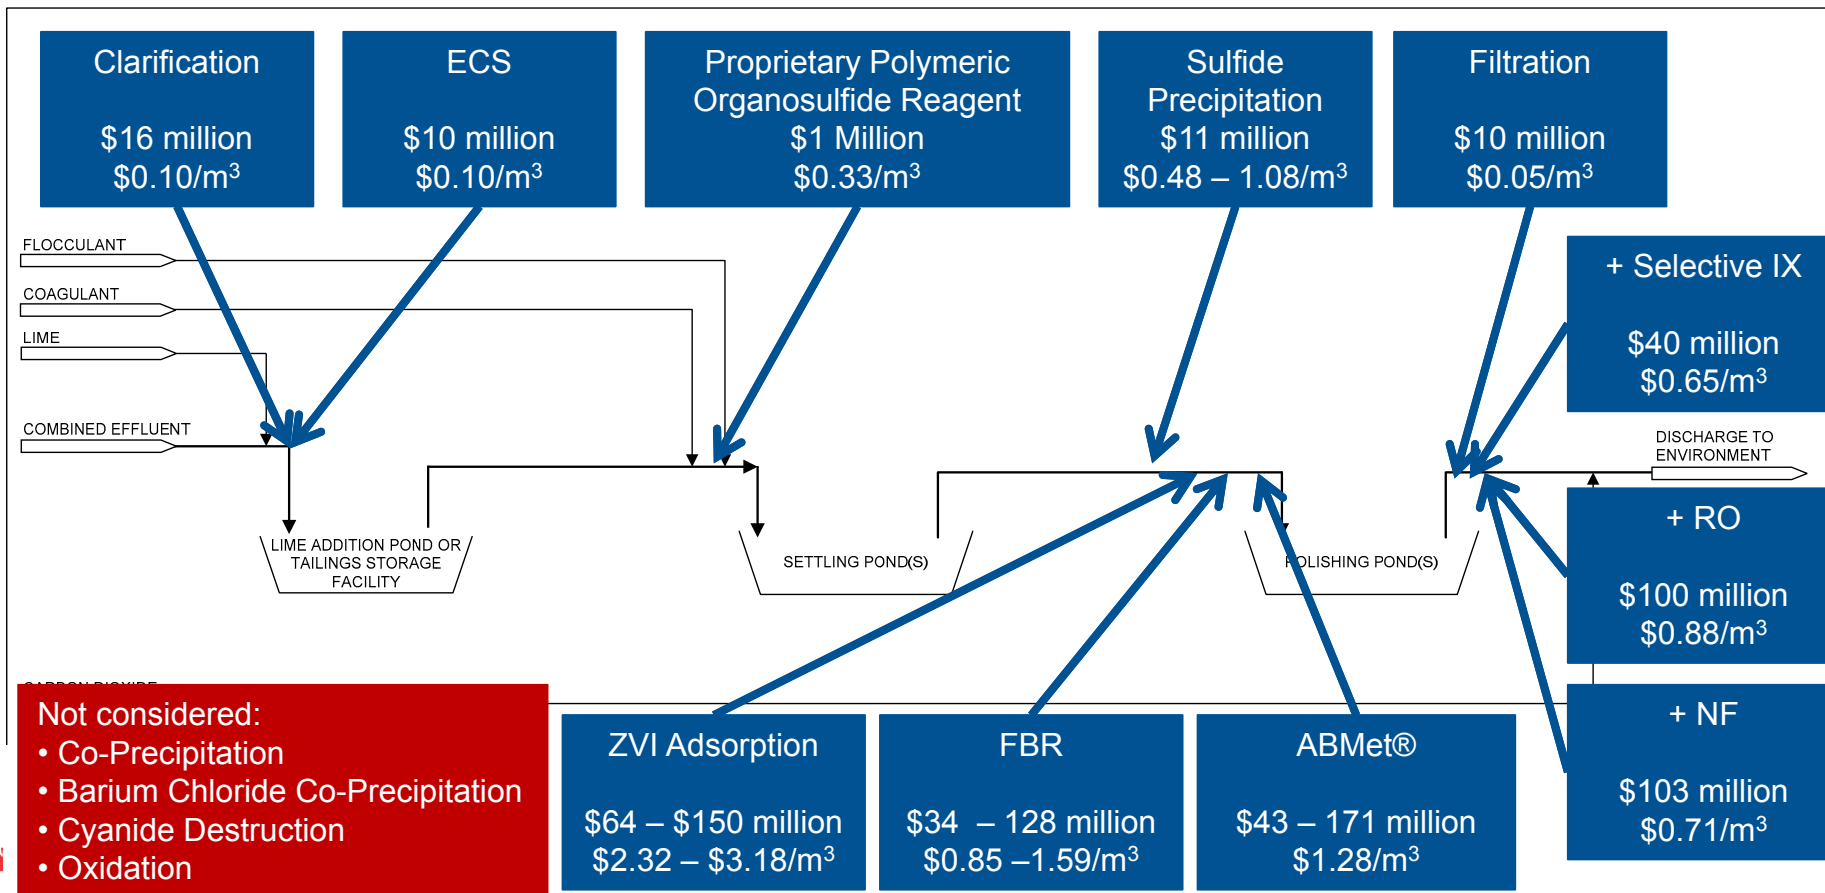 Clarification
$16 million
$0.10/m³
ECS
$10 million
$0.10/m³
Proprietary Polymeric
Organosulfide Reagent
$1 Million
$0.33/m³
Sulfide
Precipitation
$11 million
$0.48 – 1.08/m³
Filtration
$10 million
$0.05/m³
FLOCCULANT
COAGULANT
LIME
COMBINED EFFLUENT
+ Selective IX
$40 million
$0.65/m³
DISCHARGE TO
ENVIRONMENT
LIME ADDITION POND OR
TAILINGS STORAGE
FACILITY
SETTLING POND(S)
POLISHING POND(S)
+ RO
$100 million
$0.88/m³
CARBON DIOXIDE
Not considered:
• Co-Precipitation
• Barium Chloride Co-Precipitation
• Cyanide Destruction
• Oxidation
ZVI Adsorption
$64 – $150 million
$2.32 – $3.18/m³
FBR
$34 – 128 million
$0.85 –1.59/m³
ABMet®
$43 – 171 million
$1.28/m³
+ NF
$103 million
$0.71/m³